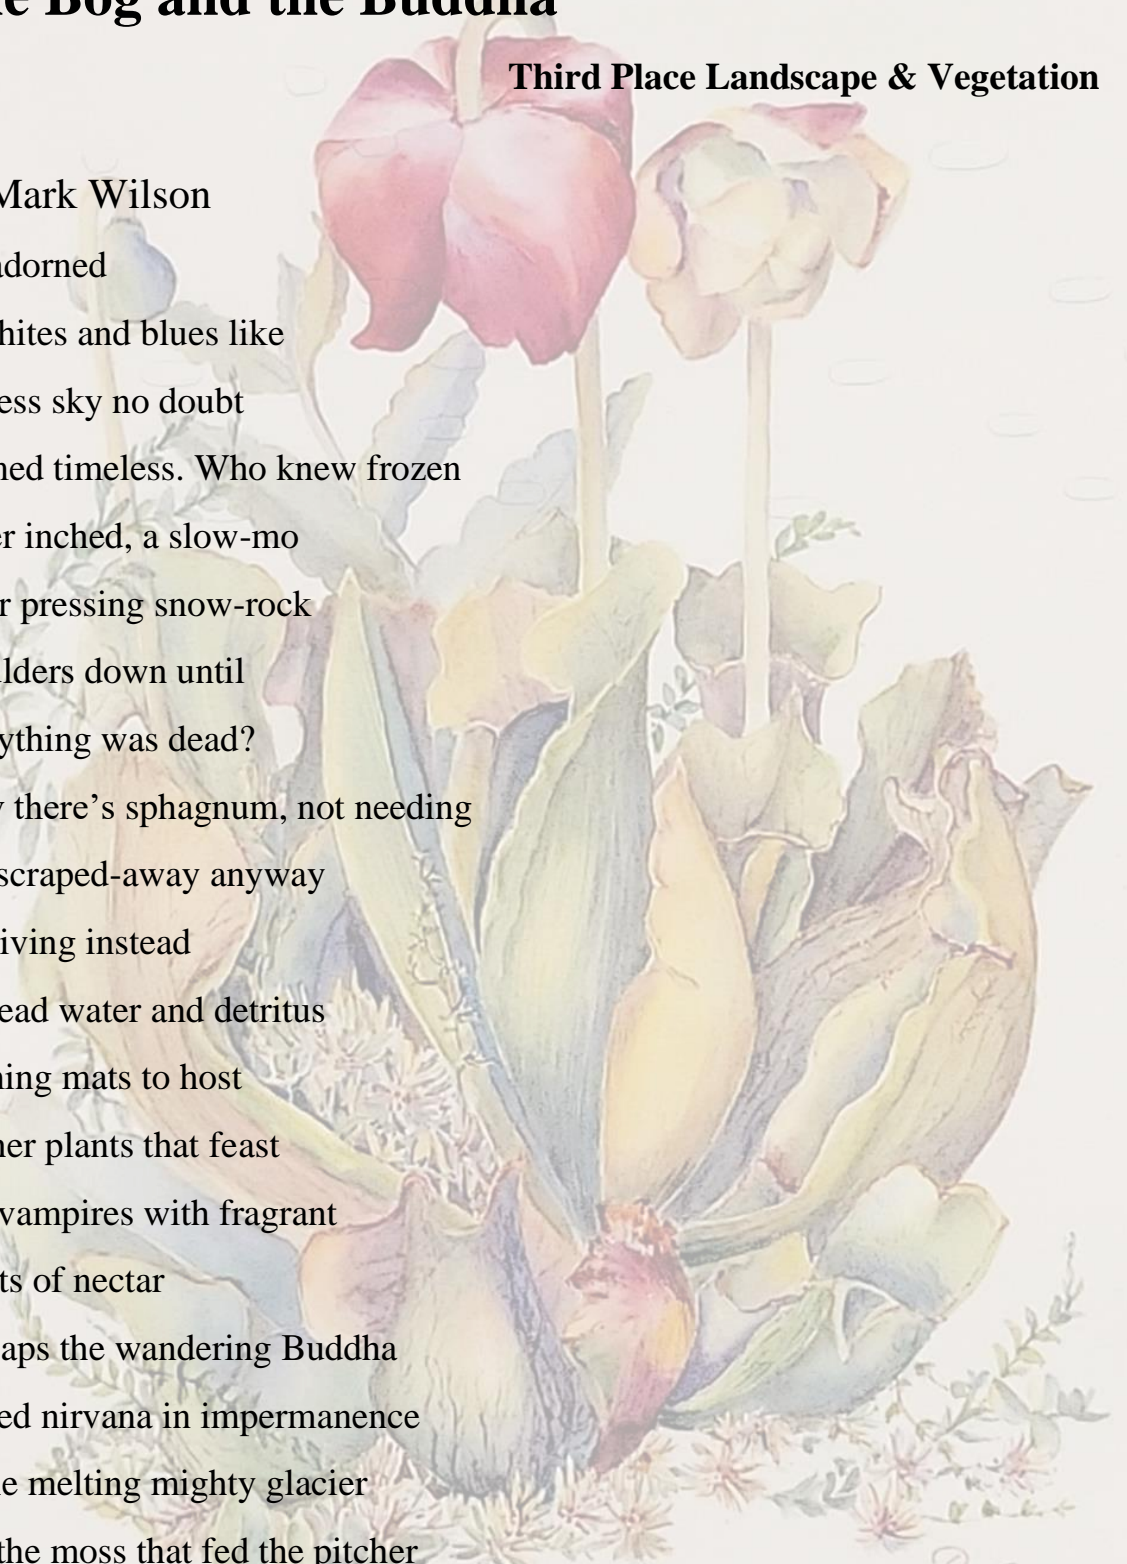 e Bog and the Buddha
Third Place Landscape & Vegetation
Mark Wilson
adorned
hites and blues like
ess sky no doubt
ned timeless. Who knew frozen
er inched, a slow-mo
r pressing snow-rock
lders down until
ything was dead?
y there’s sphagnum, not needing
scraped-away anyway
iving instead
ead water and detritus
ning mats to host
her plants that feast
vampires with fragrant
ts of nectar
aps the wandering Buddha
ed nirvana in impermanence
e melting mighty glacier
the moss that fed the pitcher